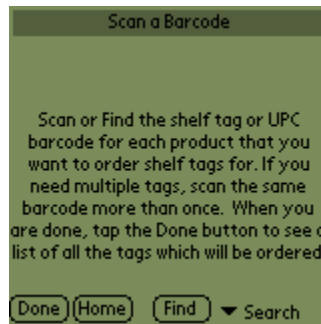 Scan a Barcode
Scan or Find the shelf tag or UPC
barcode for each product that you
want to order shelf tags for. If you
need multiple tags, scan the same
barcode more than once. When you
are done, tap the Done button to see a
list of all the tags which will be ordered
Done Home Find Search